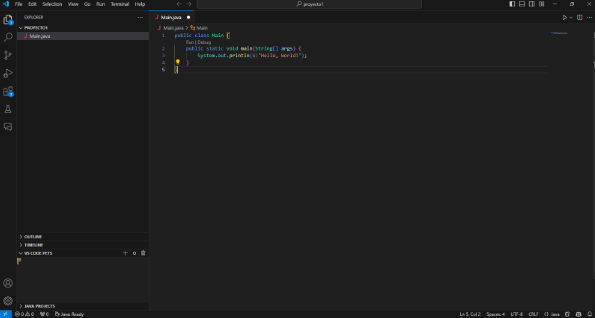 File Edit Selection View Go Run Terminal Help
proyecto1
EXPLORER
Main.java
PROYECTO1
Main.java
Main.java > Main
1 public class Main {
Run | Debug
2 public static void main(String[] args) {
3 System.out.println(x:"Hello, World!");
4 }
5 }
OUTLINE
TIMELINE
VS CODE PETS
JAVA PROJECTS
0 0 0 Java: Ready
Ln 5, Col 2 Spaces: 4 UTF-8 CRLF {} Java